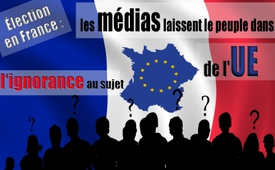 Élection
en France :
les médias laissent le peuple dans
l'ignorance au sujet
de l'UE
? ? ? ? ? ?